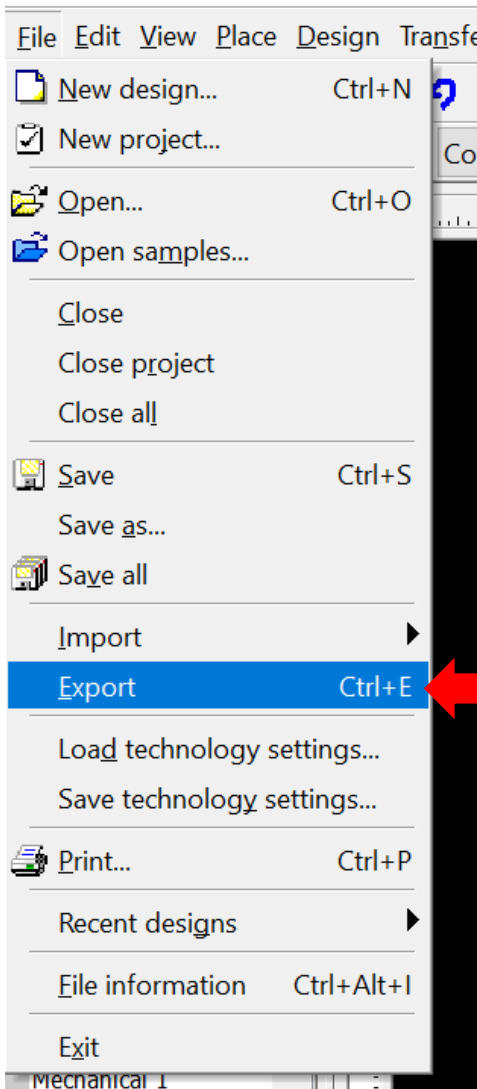 File Edit View Place Design Transfe
New design... Ctrl+N
New project...
Co
Open... Ctrl+O
Open samples...
Close
Close project
Close all
Save Ctrl+S
Save as...
Save all
Import
Export Ctrl+E
Load technology settings...
Save technology settings...
Print... Ctrl+P
Recent designs
File information Ctrl+Alt+I
Exit
Mechanical 1